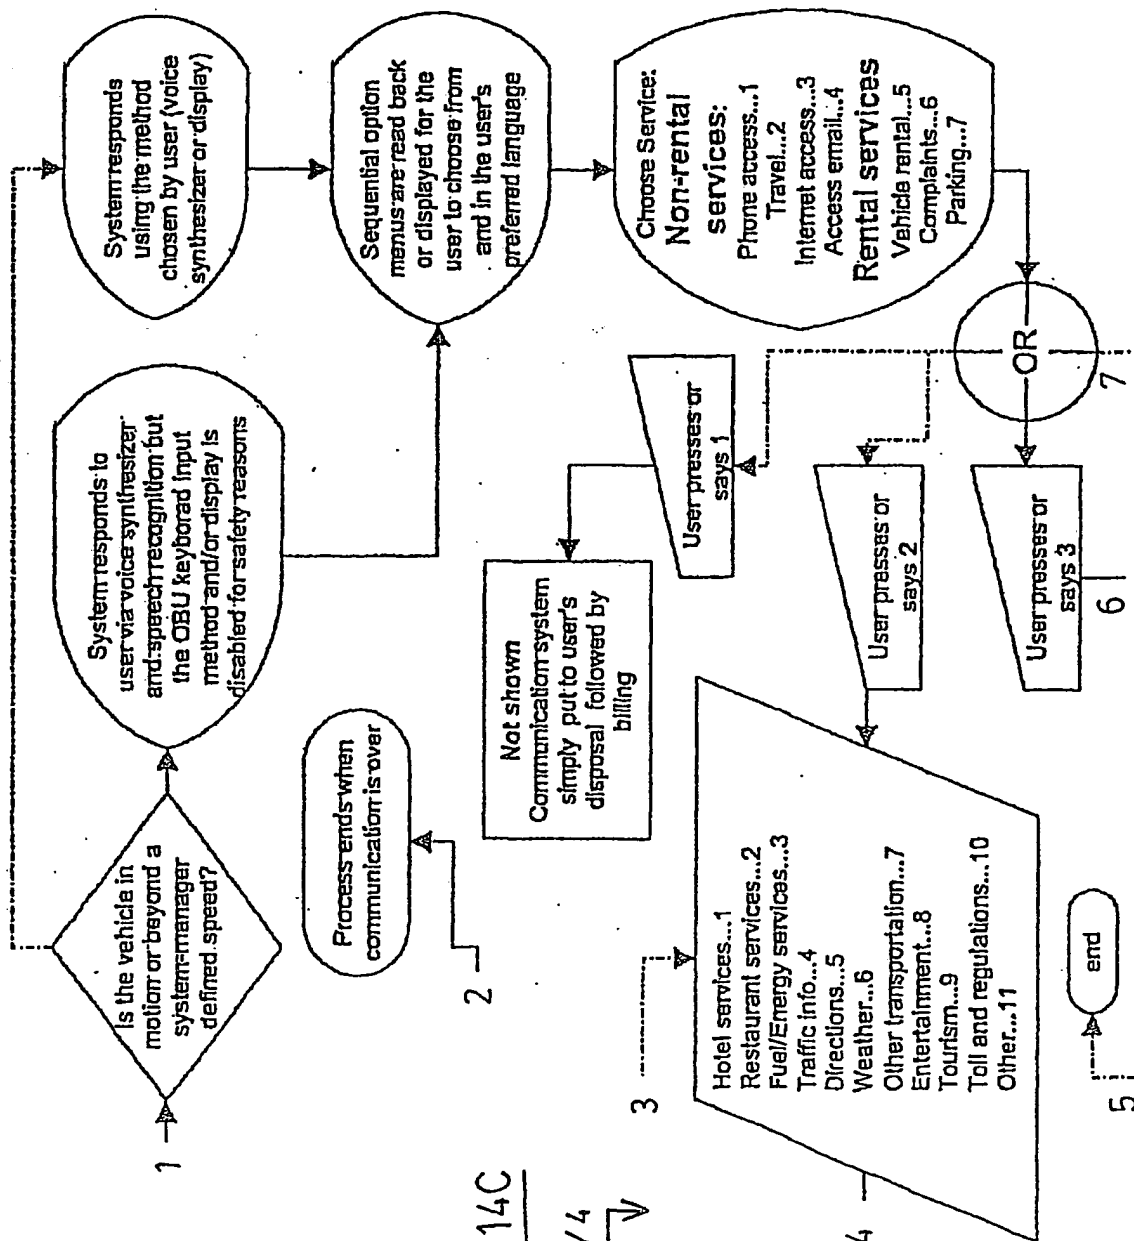 1
Is the vehicle in
motion or beyond a
system-manager
defined speed?
System responds to
user via voice synthesizer
and speech recognition but
the OBU keyborad input
method and/or display is
disabled for safety reasons
System responds
using the method
chosen by user (voice
synthesizer or display)
Process ends when
communication is over
2
Sequential option
menus are read back
or displayed for the
user to choose from
and in the user's
preferred language
Not shown
Communication system
simply put to user's
disposal followed by
billing
User presses or
says 1
Choose Service:
Non-rental
services:
Phone access...1
Travel...2
Internet access...3
Access email...4
Rental services
Vehicle rental...5
Complaints...6
Parking...7
14C
/4
3
Hotel services...1
Restaurant services...2
Fuel/Energy services...3
Traffic info...4
Directions...5
Weather...6
Other transportation...7
Entertainment...8
Tourism...9
Toll and regulations...10
Other...11
4
User presses or
says 2
OR
User presses or
says 3
end
5
6
7